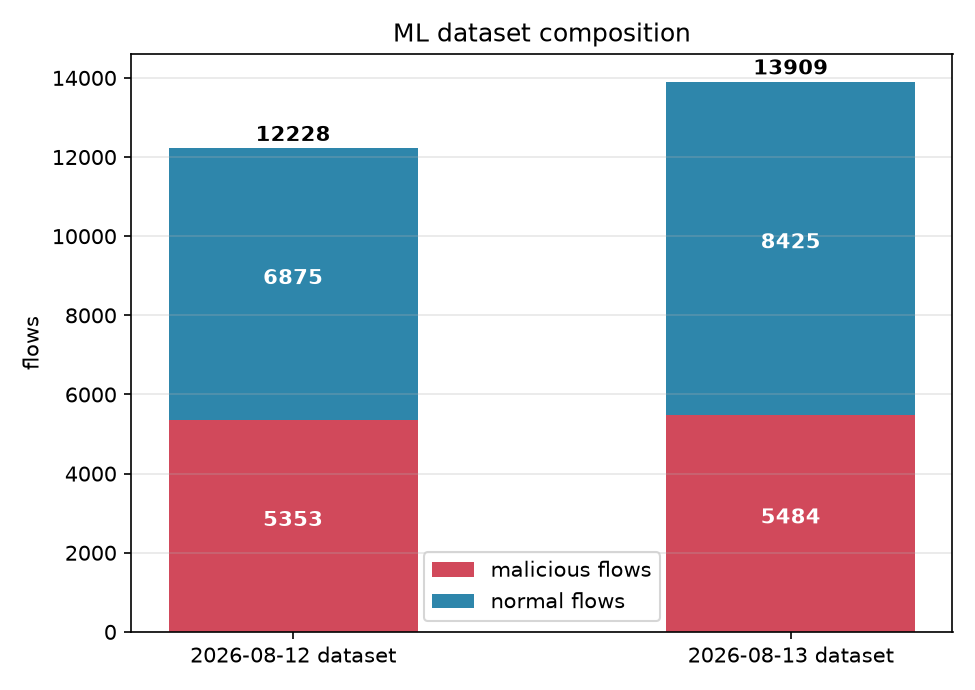 ML dataset composition
flows
14000
12000
10000
8000
6000
4000
2000
0
12228
6875
5353
13909
8425
5484
malicious flows
normal flows
2026-08-12 dataset
2026-08-13 dataset